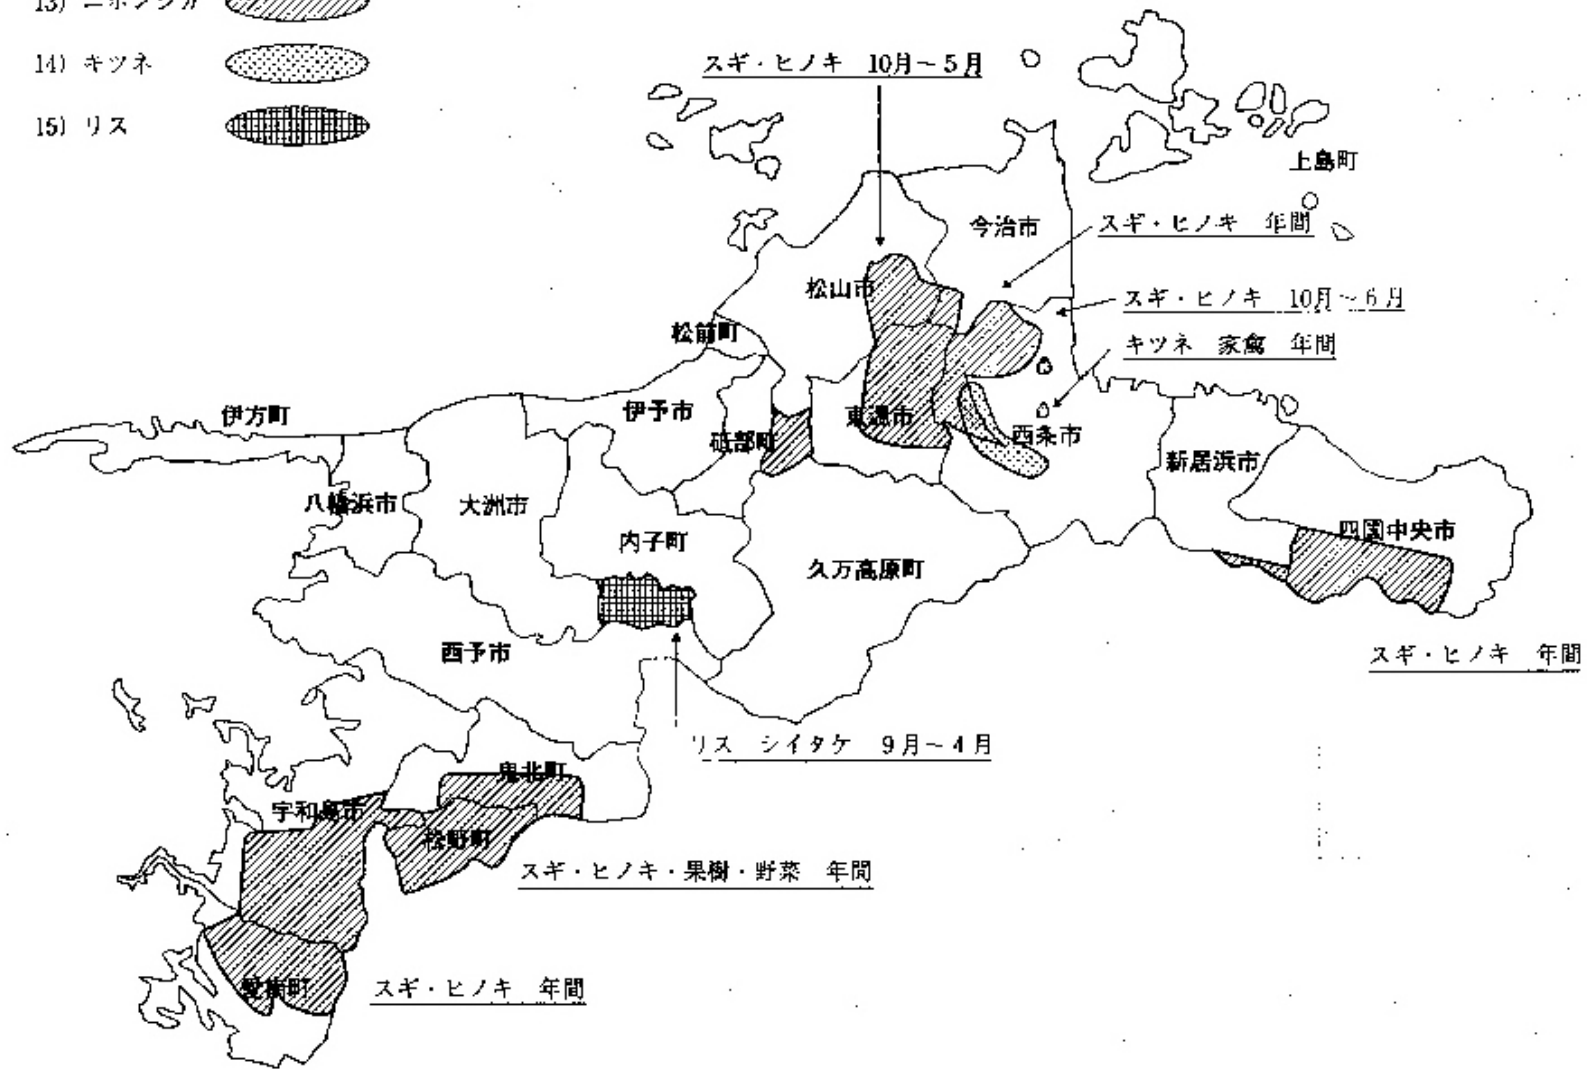 13) ニホンジカ
14) キツネ
15) リス
スギ・ヒノキ 10月～5月
上島町
今治市
スギ・ヒノキ 年間
松山市
スギ・ヒノキ 10月～6月
松前町
キツネ 家禽 年間
伊方町
伊予市
東温市
砥部町
西条市
新居浜市
八幡浜市
大洲市
四国中央市
内子町
久万高原町
西予市
スギ・ヒノキ 年間
リス シイタケ 9月～4月
鬼北町
宇和島市
松野町
スギ・ヒノキ・果樹・野菜 年間
愛南町
スギ・ヒノキ 年間